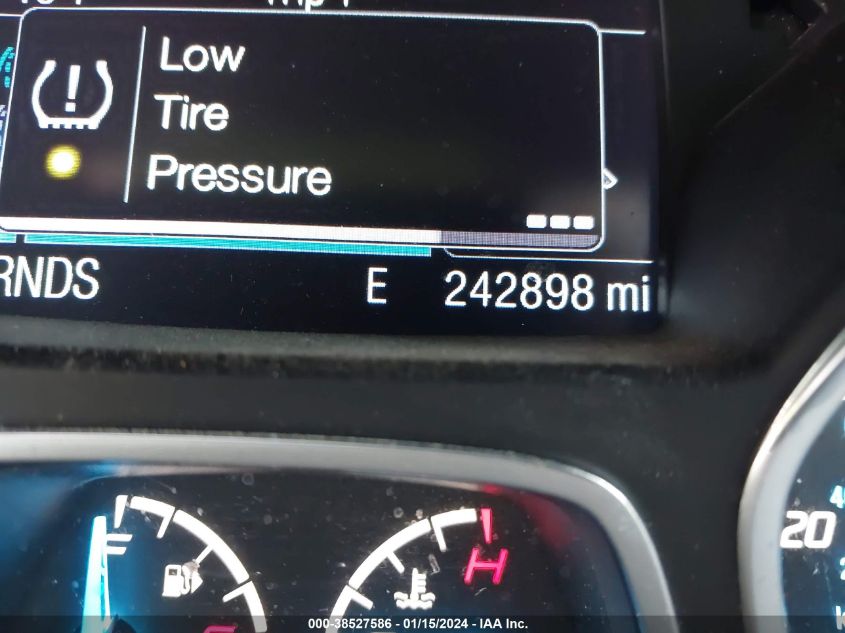 Low
Tire
Pressure
RNDS E 242898 mi
F
H
20
000-38527586 - 01/15/2024 - IAA Inc.